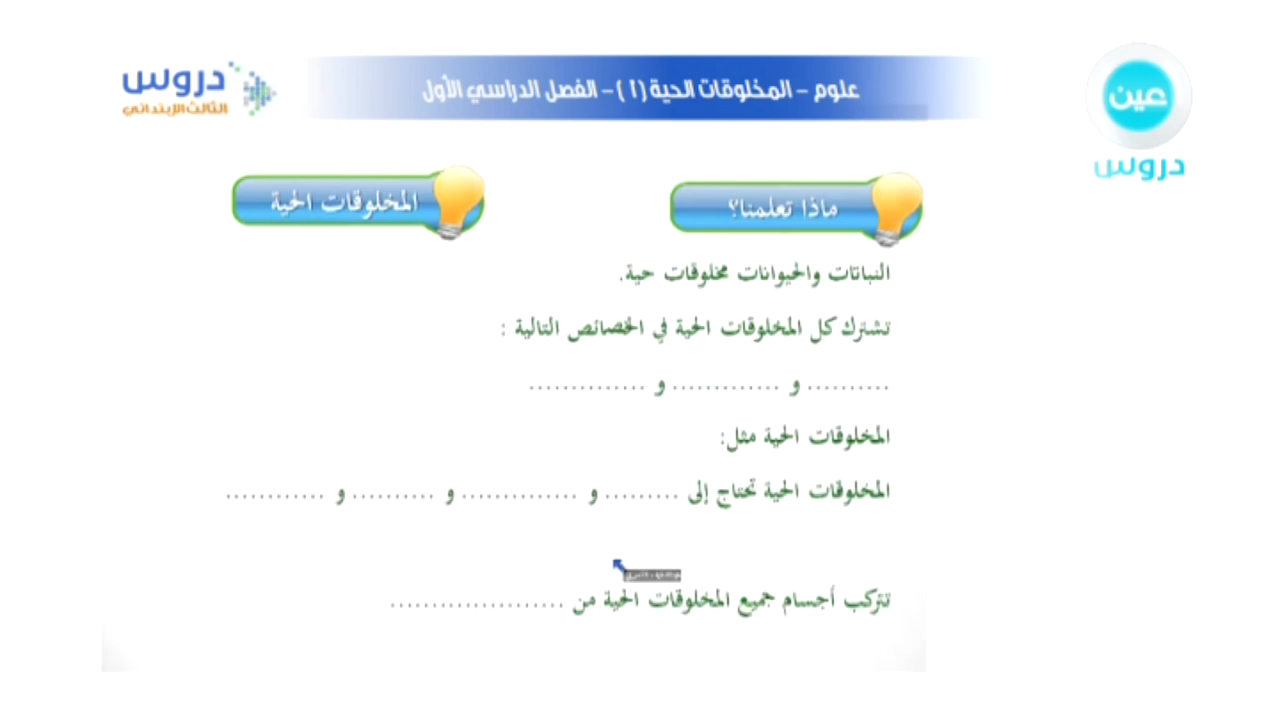 علوم – المخلوقات الحية (١) – الفصل الدراسي الأول
دروس
الثالث الابتدائي
عين
دروس
ماذا تعلمنا؟
المخلوقات الحية
النباتات والحيوانات مخلوقات حية.
تشترك كل المخلوقات الحية في الخصائص التالية :
.......... و ............. و ..............
المخلوقات الحية مثل:
المخلوقات الحية تحتاج إلى ......... و .............. و .......... و ............
تتركب أجسام جميع المخلوقات الحية من .....................